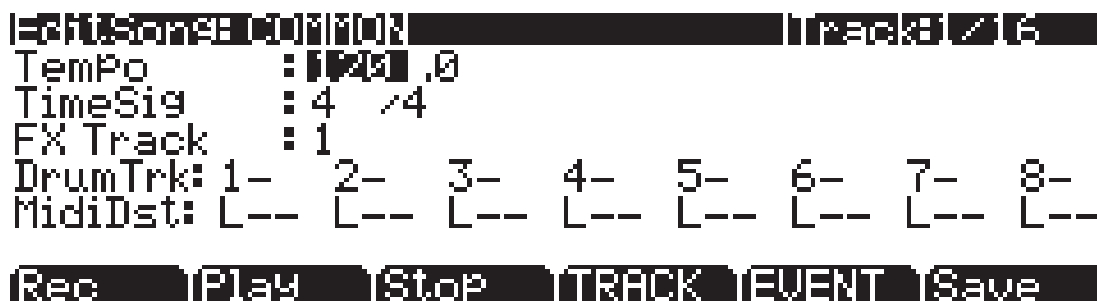 EditSong: COMMON Track:1/16
Tempo : 120 .0
TimeSig : 4 /4
FX Track : 1
DrumTrk: 1- 2- 3- 4- 5- 6- 7- 8-
MidiDst: L-- L-- L-- L-- L-- L-- L-- L--
Rec Play Stop TRACK EVENT Save